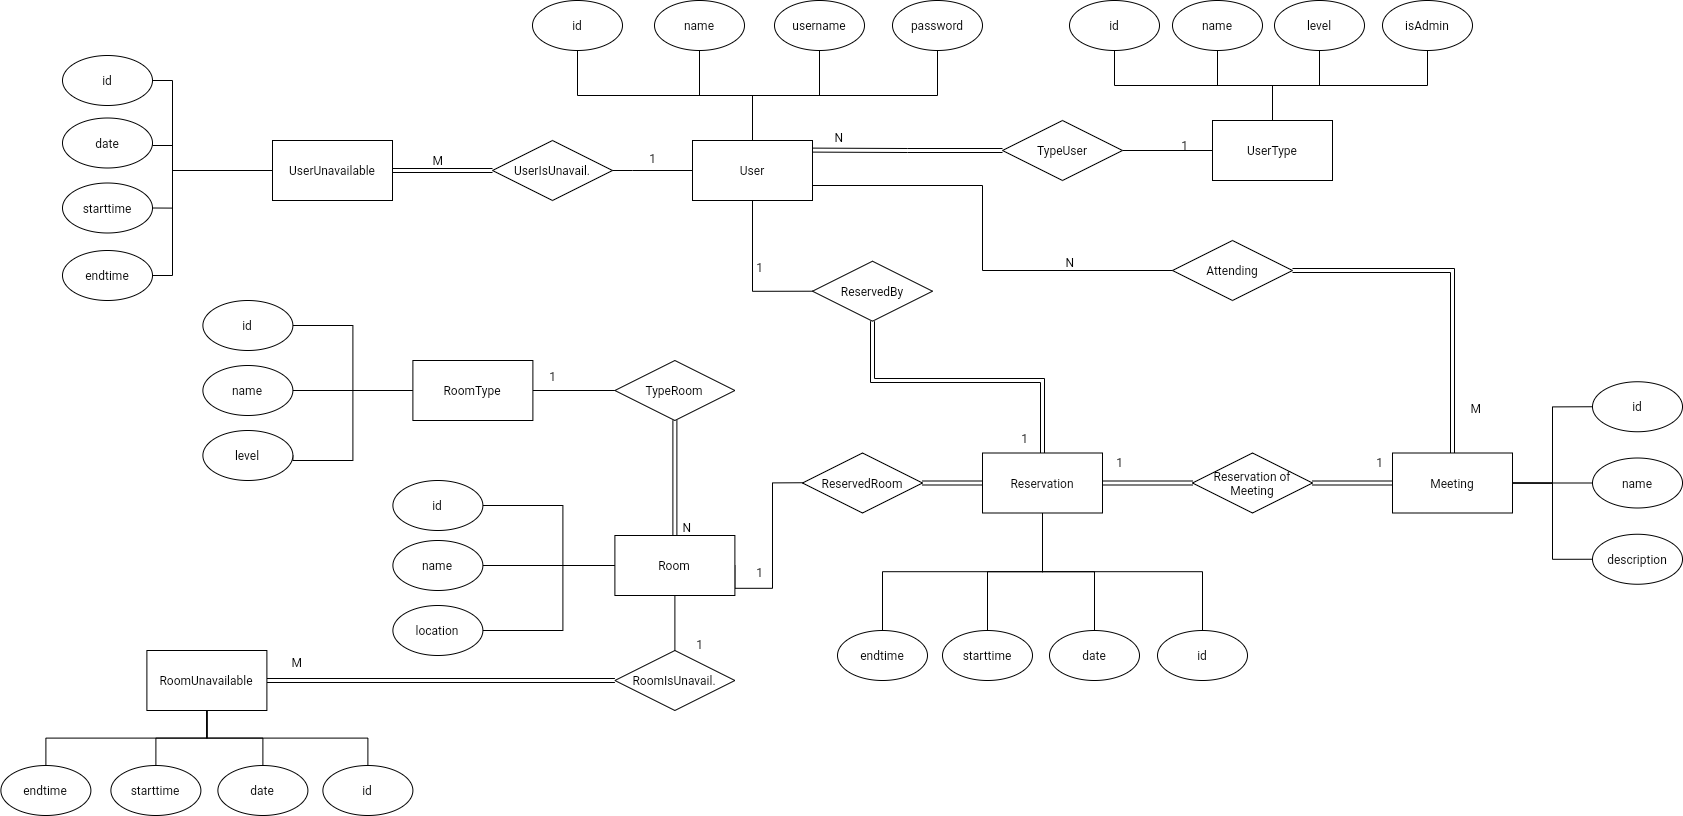 id
name
username
password
id
name
level
isAdmin
id
date
starttime
endtime
UserUnavailable
M
UserIsUnavail.
1
User
N
TypeUser
1
UserType
1
ReservedBy
N
Attending
id
name
level
RoomType
1
TypeRoom
M
1
id
name
description
N
ReservedRoom
Reservation
1
Reservation of
Meeting
1
Meeting
id
name
location
Room
1
1
RoomUnavailable
M
RoomIsUnavail.
endtime
starttime
date
id
endtime
starttime
date
id